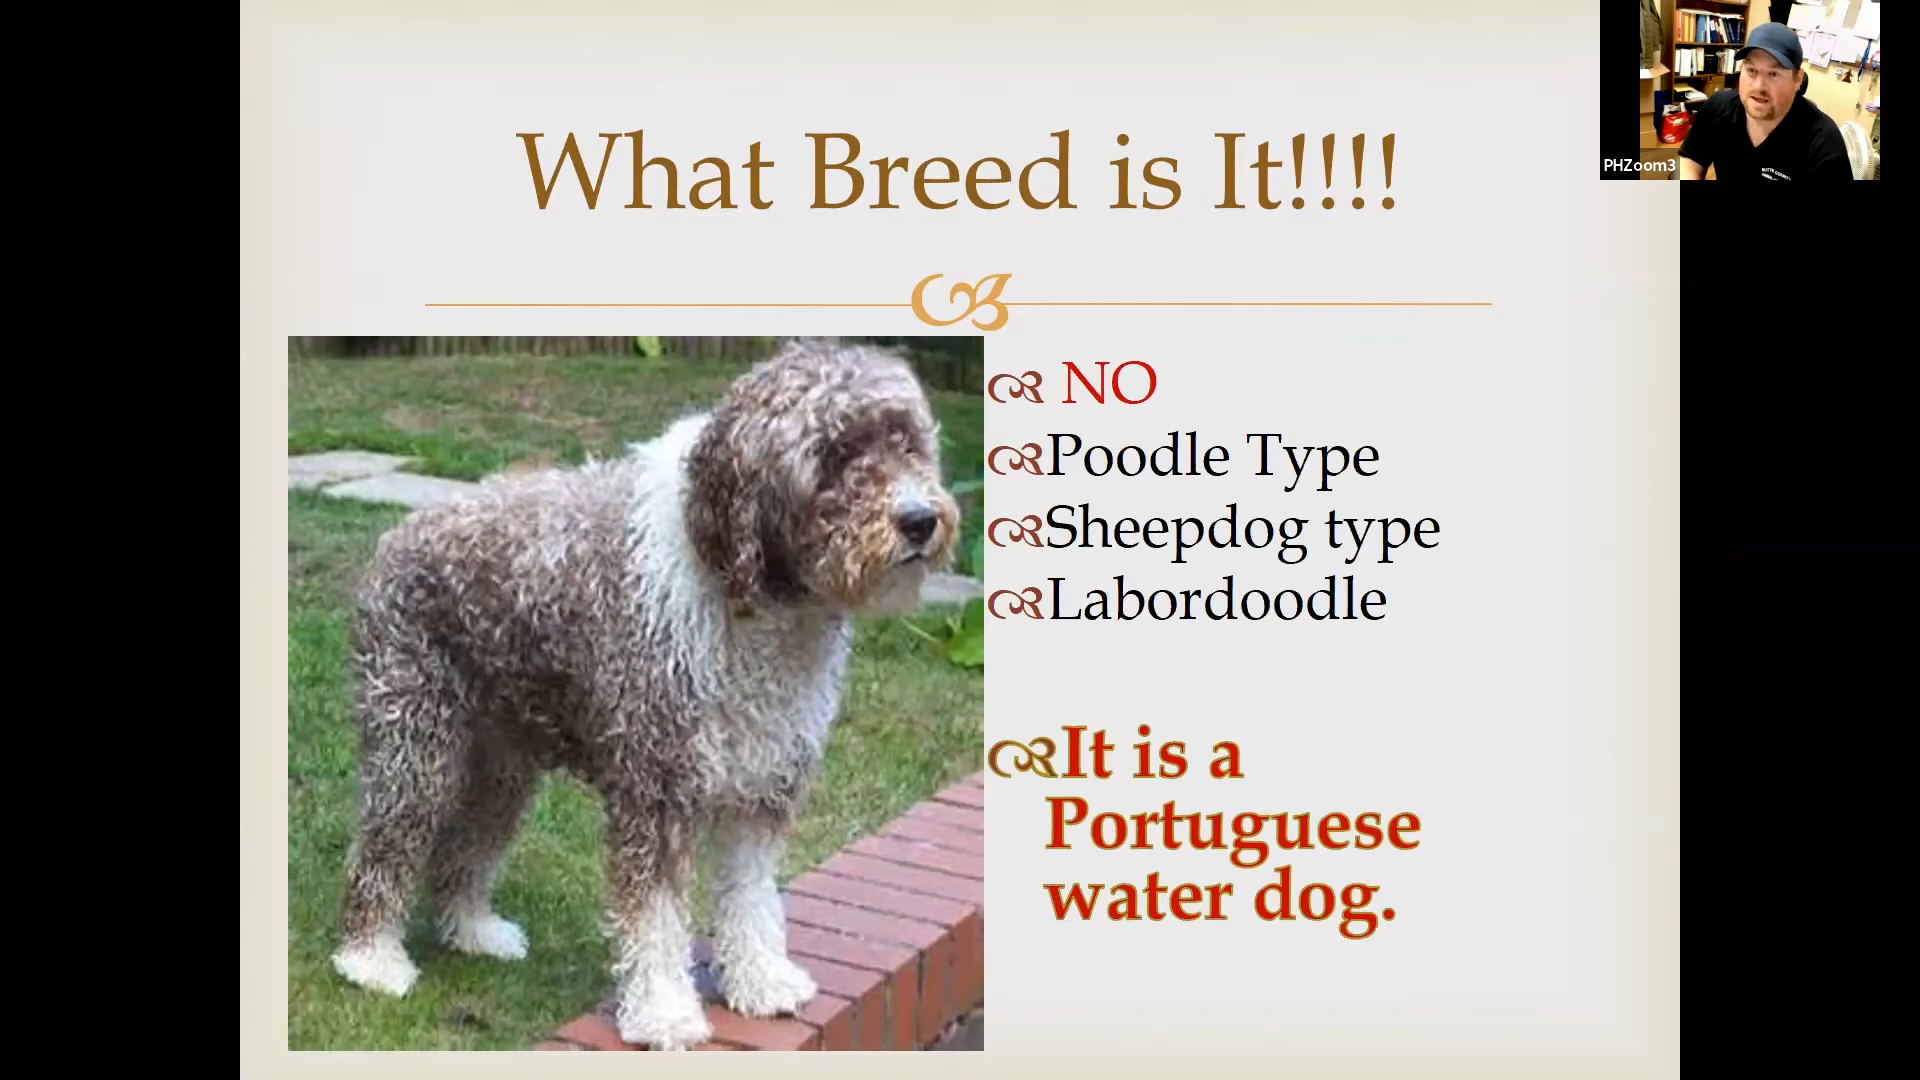 What Breed is It!!!!
NO
Poodle Type
Sheepdog type
Labordoodle
It is a
Portuguese
water dog.
PHZoom3